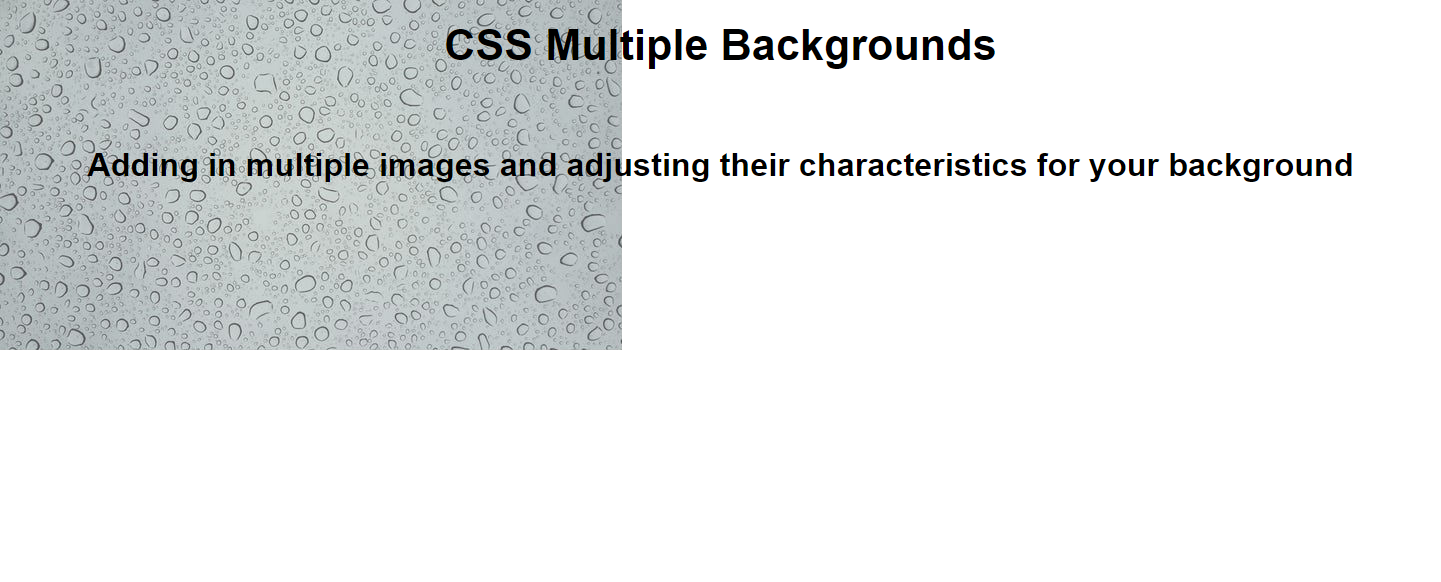 CSS Multiple Backgrounds
Adding in multiple images and adjusting their characteristics for your background